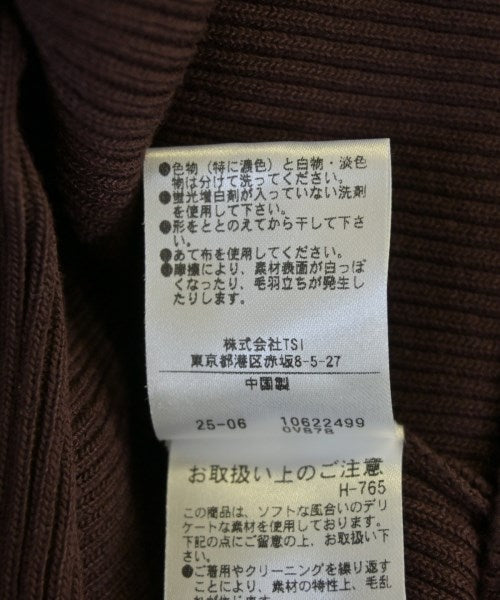 ●色物（特に濃色）と白物・淡色
物は分けて洗ってください。
●蛍光増白剤が入っていない洗剤
を使用して下さい。
●形をととのえてから干して下さ
い。
●あて布を使用してください。
●摩擦により、素材表面が白っぽ
くなったり、毛羽立ちが発生し
たりします。
株式会社TSI
東京都港区赤坂8-5-27
中国製
25-06 10622499
OV878
お取扱い上のご注意
H-765
この商品は、ソフトな風合いのデリ
ケートな素材を使用しております。
下記の点にご留意の上、お取扱い下
さい。
●ご着用やクリーニングを繰り返す
ことにより、素材の特性上、毛乱